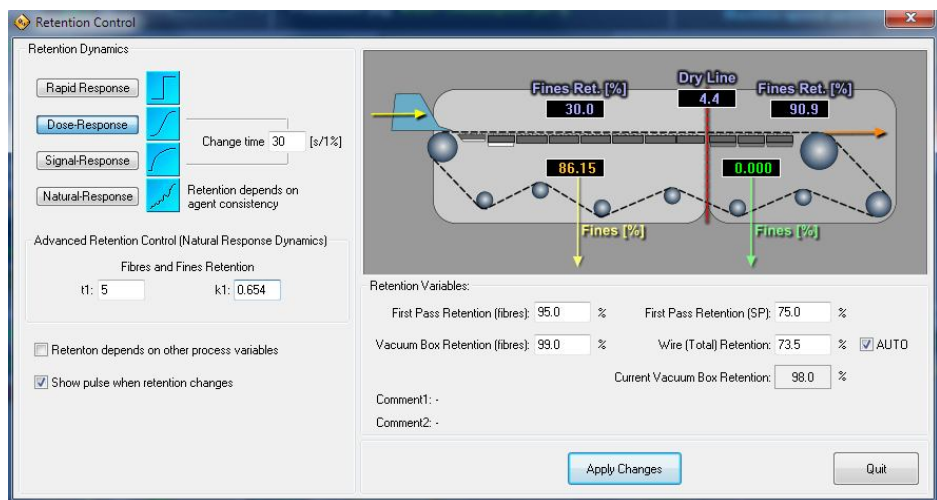 Retention Control
Retention Dynamics
Rapid Response
Dose-Response
Signal-Response
Natural-Response
Change time 30 [s/1%]
Retention depends on
agent consistency
Advanced Retention Control (Natural Response Dynamics)
Fibres and Fines Retention
t1: 5 k1: 0.654
Retenton depends on other process variables
Show pulse when retention changes
Fines Ret. [%]
30.0
Dry Line
4.4
Fines Ret. [%]
90.9
86.15
0.000
Fines [%]
Fines [%]
Retention Variables:
First Pass Retention (fibres): 95.0 % First Pass Retention (SP): 75.0 %
Vacuum Box Retention (fibres): 99.0 % Wire (Total) Retention: 73.5 % AUTO
Current Vacuum Box Retention: 98.0 %
Comment1: -
Comment2: -
Apply Changes
Quit